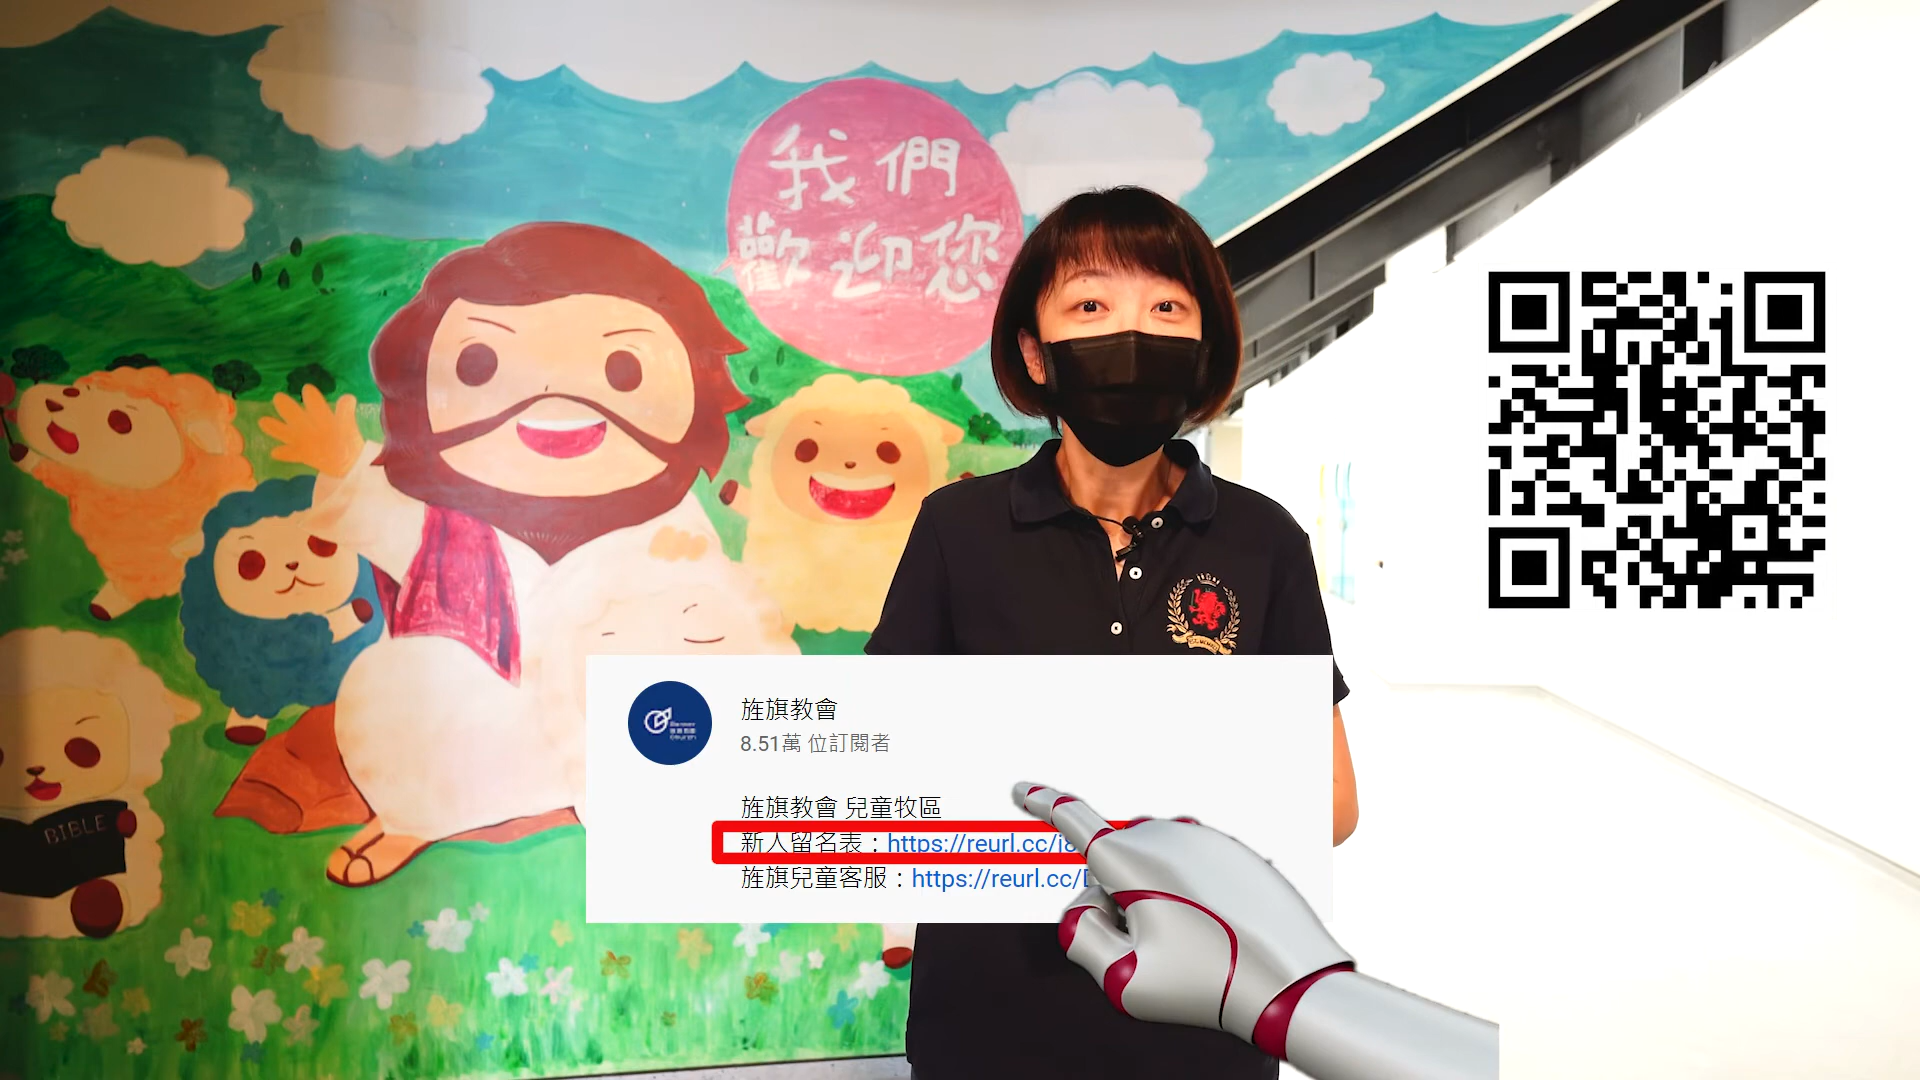 我們
歡迎您
旌旗教會
8.51萬 位訂閱者
旌旗教會 兒童牧區
新人留名表：https://reurl.cc/i
旌旗兒童客服：https://reurl.cc/
BIBLE